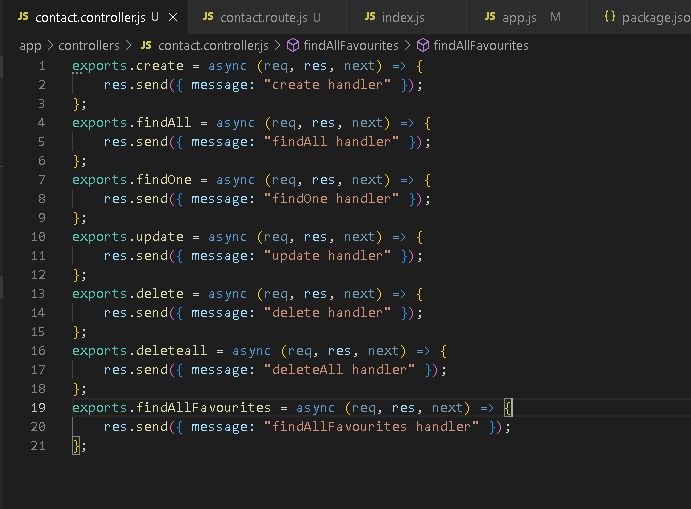 JS contact.controller.js U × JS contact.route.js U JS index.js JS app.js M {} package.jso
app > controllers > JS contact.controller.js > findAllFavourites > findAllFavourites
1 exports.create = async (req, res, next) => {
2 res.send({ message: "create handler" });
3 };
4 exports.findAll = async (req, res, next) => {
5 res.send({ message: "findAll handler" });
6 };
7 exports.findOne = async (req, res, next) => {
8 res.send({ message: "findOne handler" });
9 };
10 exports.update = async (req, res, next) => {
11 res.send({ message: "update handler" });
12 };
13 exports.delete = async (req, res, next) => {
14 res.send({ message: "delete handler" });
15 };
16 exports.deleteall = async (req, res, next) => {
17 res.send({ message: "deleteAll handler" });
18 };
19 exports.findAllFavourites = async (req, res, next) => {
20 res.send({ message: "findAllFavourites handler" });
21 };